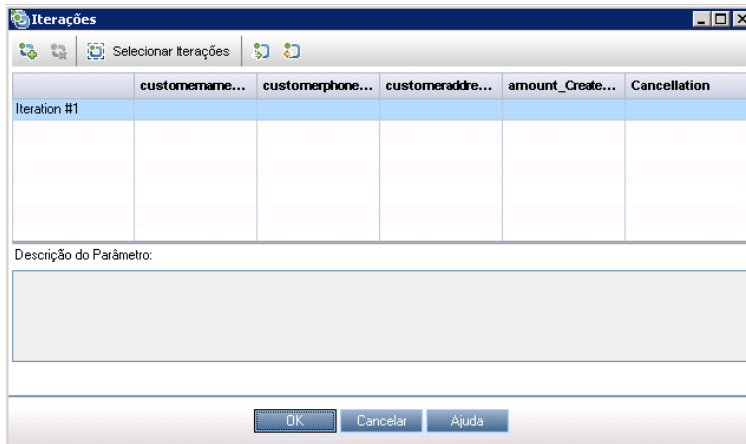 Iterações
Selecionar Iterações
customername... customerphone... customeraddre... amount_Create... Cancellation
Iteration #1
Descrição do Parâmetro:
OK Cancelar Ajuda